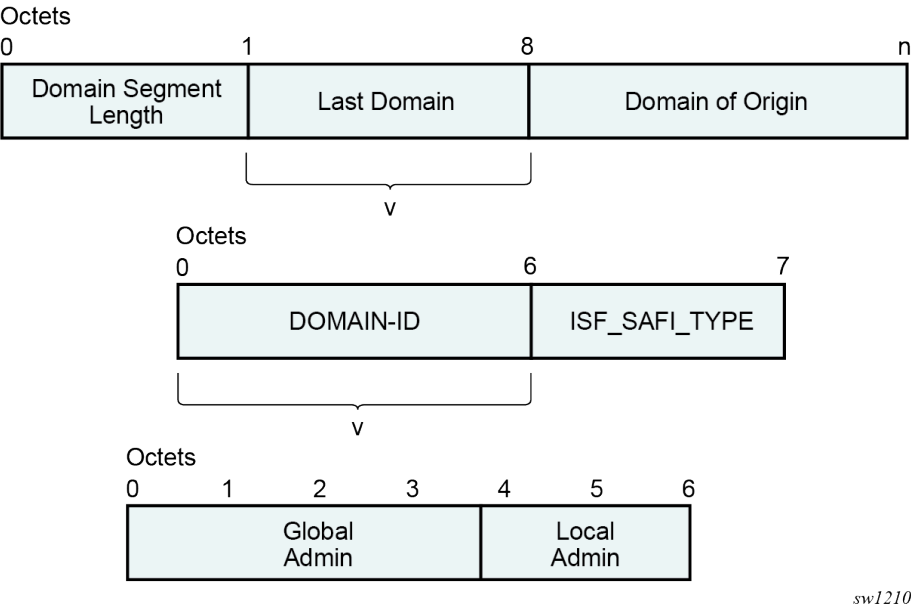 Octets
0 1 8 n
Domain Segment
Length
Last Domain
Domain of Origin
v
Octets
0 6 7
DOMAIN-ID
ISF_SAFI_TYPE
v
Octets
0 1 2 3 4 5 6
Global
Admin
Local
Admin
sw1210